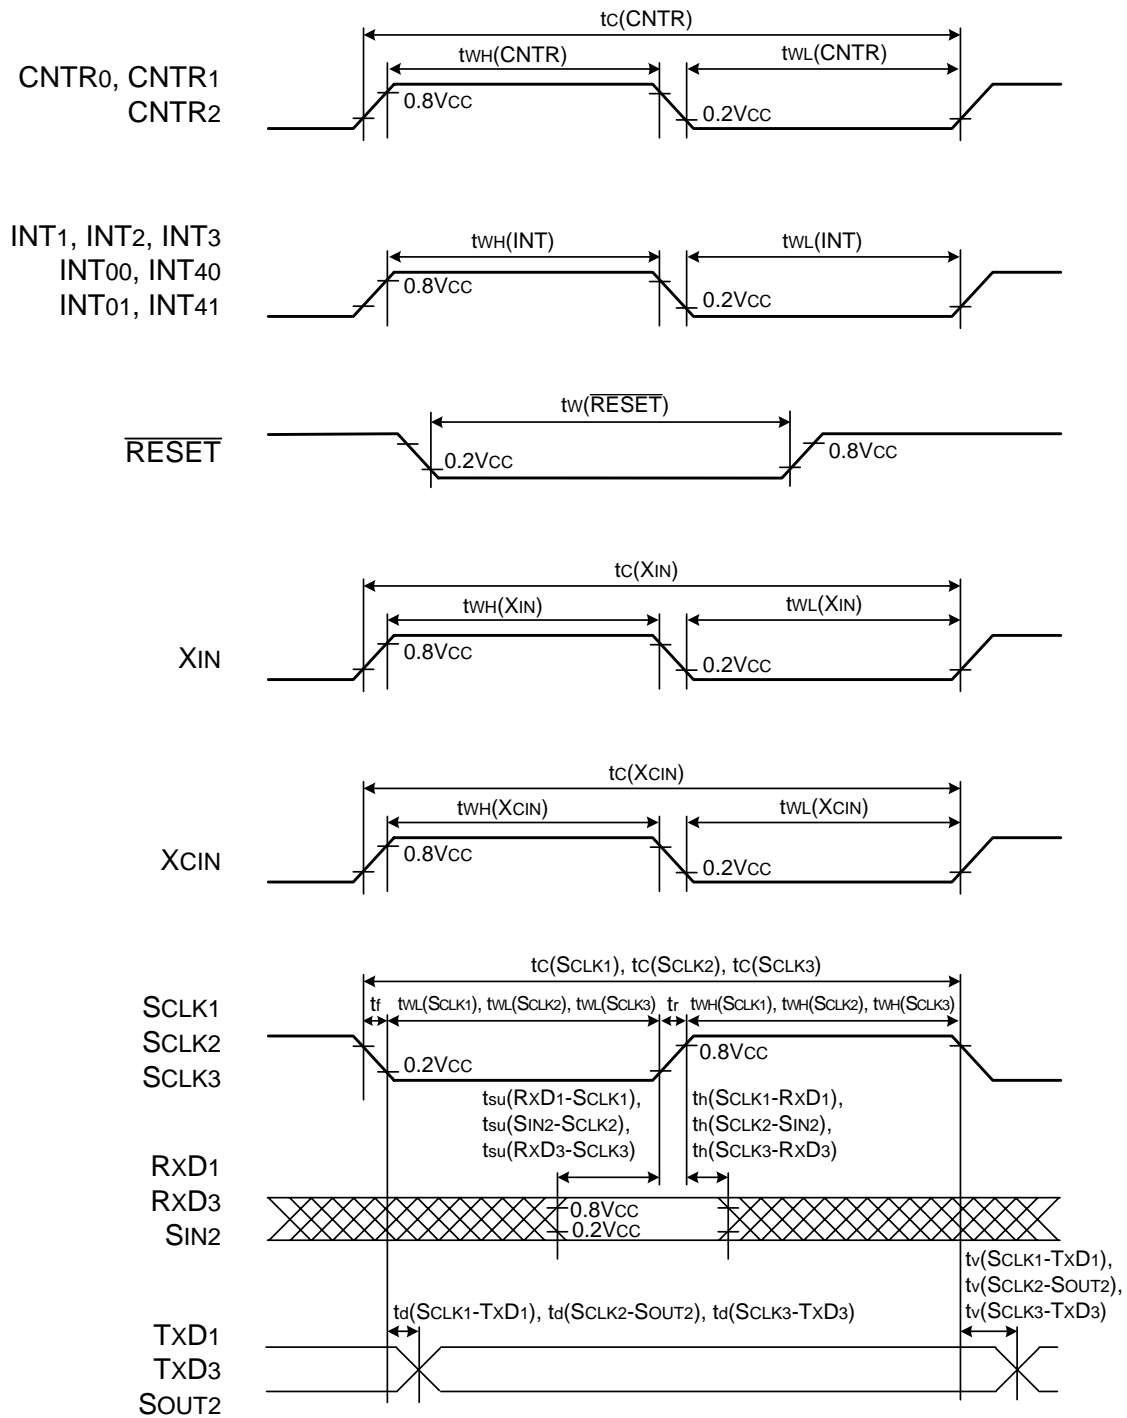 tC(CNTR)
tWH(CNTR)
tWL(CNTR)
CNTR0, CNTR1
CNTR2
0.8VCC
0.2VCC
INT1, INT2, INT3
INT00, INT40
INT01, INT41
tWH(INT)
tWL(INT)
0.8VCC
0.2VCC
tW(RESET)
RESET
0.2VCC
0.8VCC
tC(XIN)
tWH(XIN)
tWL(XIN)
XIN
0.8VCC
0.2VCC
tC(XCIN)
tWH(XCIN)
tWL(XCIN)
XCIN
0.8VCC
0.2VCC
tC(SCLK1), tC(SCLK2), tC(SCLK3)
tf
tWL(SCLK1), tWL(SCLK2), tWL(SCLK3)
tr
tWH(SCLK1), tWH(SCLK2), tWH(SCLK3)
SCLK1
SCLK2
SCLK3
0.2VCC
0.8VCC
tsu(RXD1-SCLK1),
tsu(SIN2-SCLK2),
tsu(RXD3-SCLK3)
th(SCLK1-RXD1),
th(SCLK2-SIN2),
th(SCLK3-RXD3)
RXD1
RXD3
SIN2
0.8VCC
0.2VCC
tv(SCLK1-TXD1),
tv(SCLK2-SOUT2),
tv(SCLK3-TXD3)
td(SCLK1-TXD1), td(SCLK2-SOUT2), td(SCLK3-TXD3)
TXD1
TXD3
SOUT2